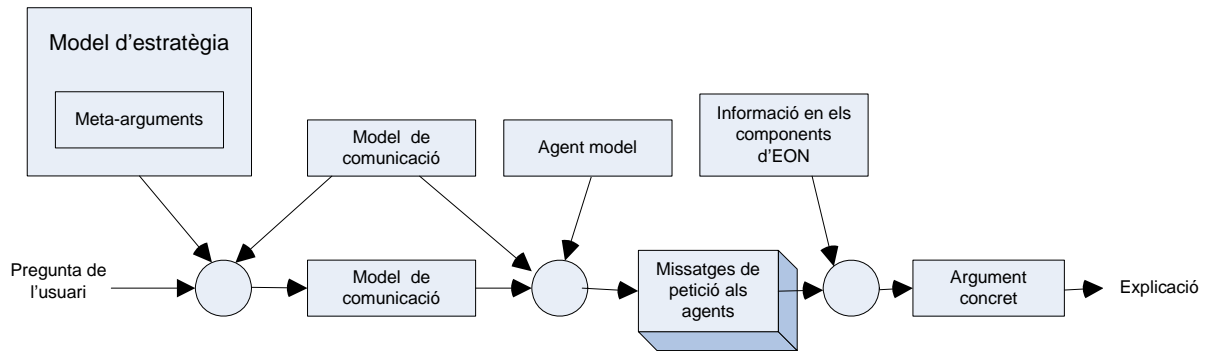 Model d'estratègia
Meta-arguments
Model de
comunicació
Agent model
Informació en els
components
d'EON
Pregunta de
l'usuari
Model de
comunicació
Missatges de
petició als
agents
Argument
concret
Explicació